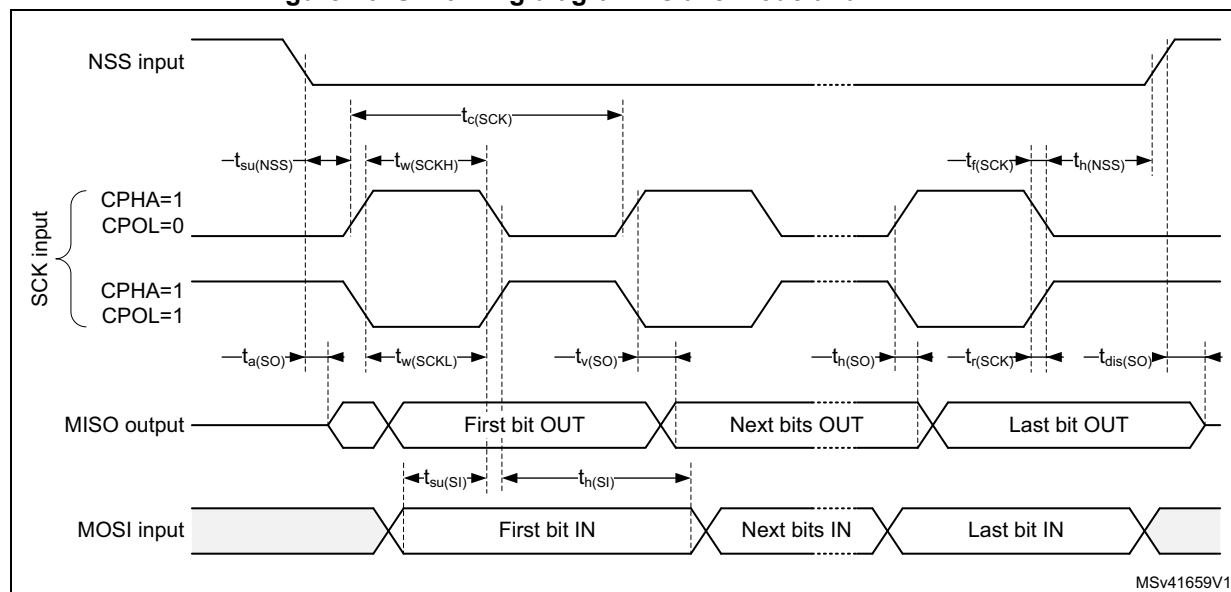 NSS input
tc(SCK)
tsu(NSS)
tw(SCKH)
tf(SCK)
th(NSS)
SCK input
CPHA=1
CPOL=0
CPHA=1
CPOL=1
ta(SO)
tw(SCKL)
tv(SO)
th(SO)
tr(SCK)
tdis(SO)
MISO output
First bit OUT
Next bits OUT
Last bit OUT
tsu(SI)
th(SI)
MOSI input
First bit IN
Next bits IN
Last bit IN
MSv41659V1